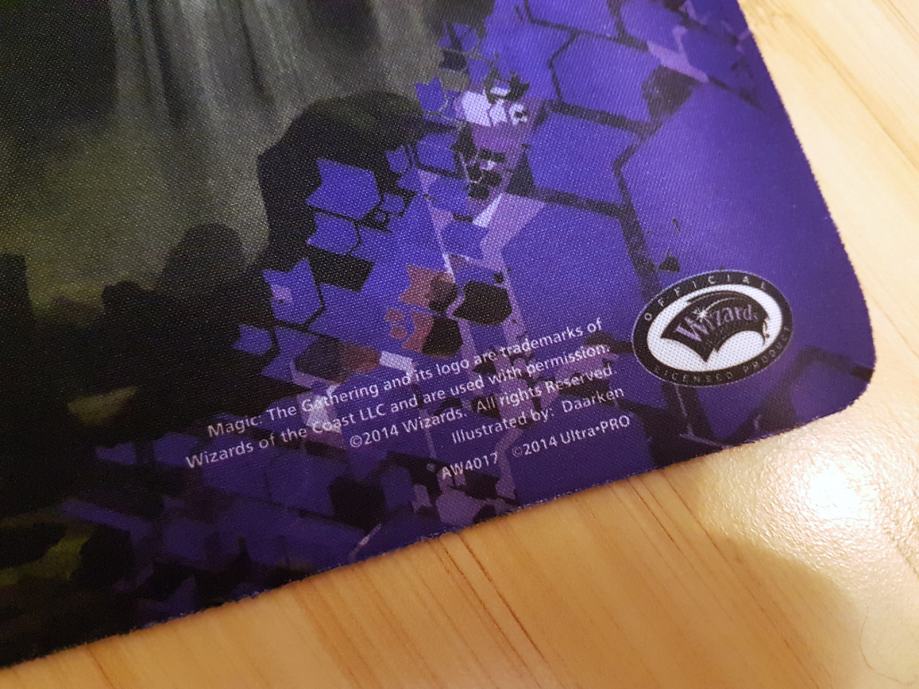 Magic: The Gathering and its logo are trademarks of
Wizards of the Coast LLC and are used with permission.
©2014 Wizards. All rights Reserved.
Illustrated by: Daarken
AW4017 ©2014 Ultra•PRO
OFFICIAL
Wizards
LICENSED PRODUCT